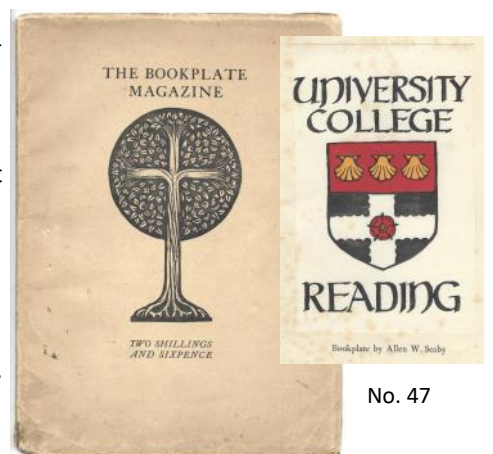 THE BOOKPLATE
MAGAZINE
TWO SHILLINGS
AND SIXPENCE
UNIVERSITY
COLLEGE
READING
Bookplate by Allen W. Seaby
No. 47